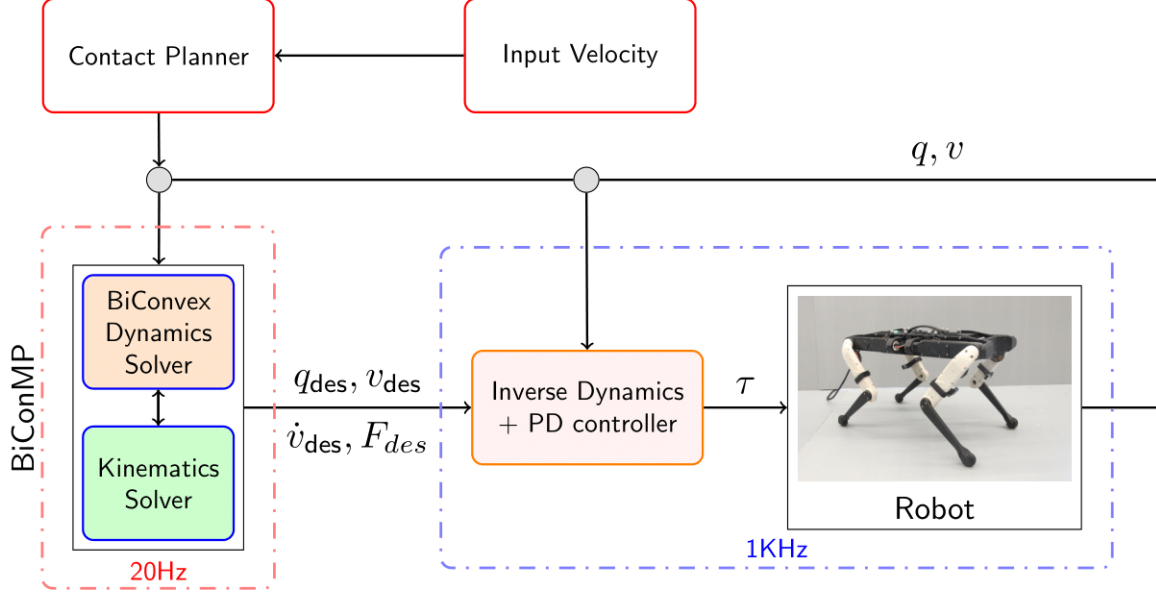 Contact Planner
Input Velocity
q, v
BiConMP
BiConvex
Dynamics
Solver
Kinematics
Solver
20Hz
q_des, v_des
v̇_des, F_des
Inverse Dynamics
+ PD controller
τ
Robot
1KHz